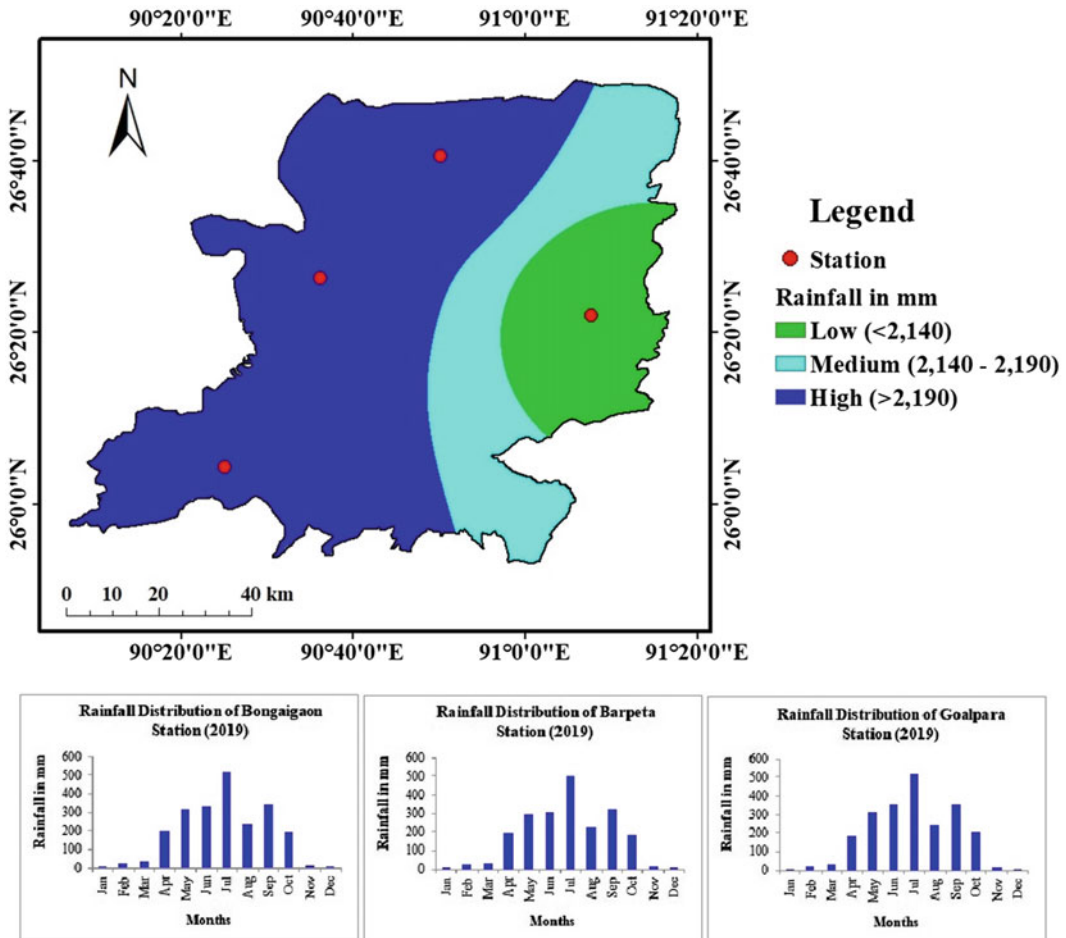 90°20'0"E 90°40'0"E 91°0'0"E 91°20'0"E
N
26°40'0"N
26°20'0"N
26°0'0"N
26°40'0"N
26°20'0"N
26°0'0"N
0 10 20 40 km
90°20'0"E 90°40'0"E 91°0'0"E 91°20'0"E
Legend
Station
Rainfall in mm
Low (<2,140)
Medium (2,140 - 2,190)
High (>2,190)
Rainfall Distribution of Bongaigaon
Station (2019)
Rainfall in mm
600
500
400
300
200
100
0
Jan Feb Mar Apr May Jun Jul Aug Sep Oct Nov Dec
Months
Rainfall Distribution of Barpeta
Station (2019)
Rainfall in mm
600
500
400
300
200
100
0
Jan Feb Mar Apr May Jun Jul Aug Sep Oct Nov Dec
Months
Rainfall Distribution of Goalpara
Station (2019)
Rainfall in mm
600
500
400
300
200
100
0
Jan Feb Mar Apr May Jun Jul Aug Sep Oct Nov Dec
Months